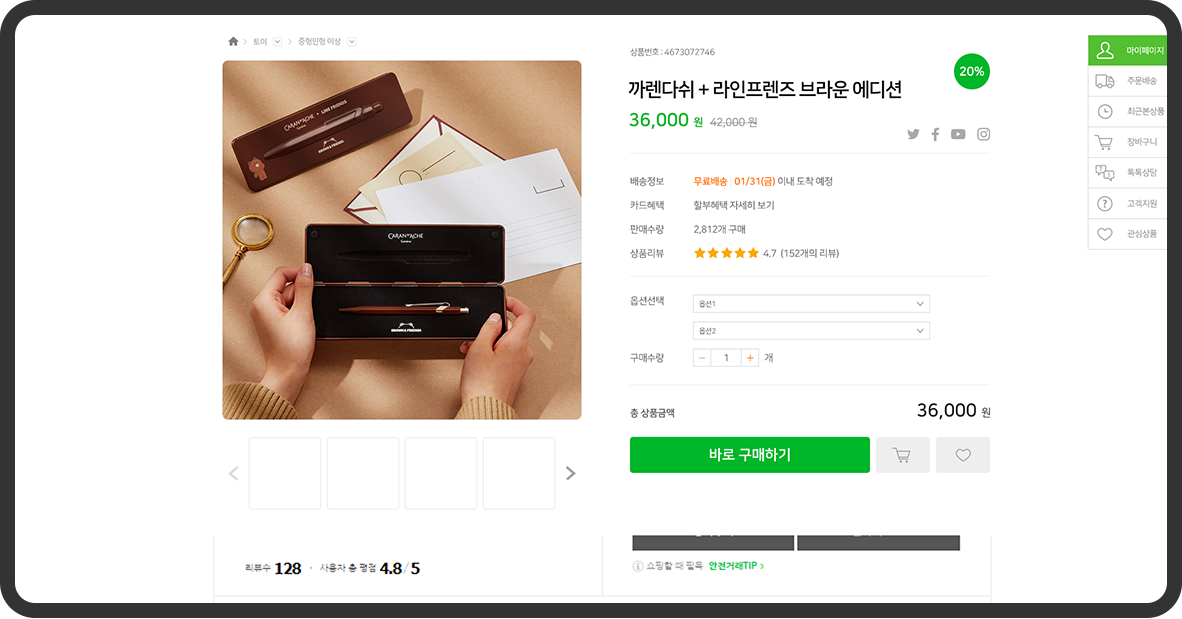 토이
중형인형 이상
CARAN D'ACHE + LINE FRIENDS
Geneve
BROWN & FRIENDS
CARAN D'ACHE
Geneve
BROWN & FRIENDS
상품번호 : 4673072746
20%
까렌다쉬 + 라인프렌즈 브라운 에디션
36,000 원 42,000 원
배송정보 무료배송 01/31(금) 이내 도착 예정
카드혜택 할부혜택 자세히 보기
판매수량 2,812개 구매
상품리뷰 4.7 (152개의 리뷰)
옵션선택 옵션1
옵션2
구매수량 − 1 + 개
총 상품금액 36,000 원
바로 구매하기
리뷰수 128 · 사용자 총 평점 4.8 / 5
쇼핑할 때 필독 안전거래TIP
마이페이지
주문배송
최근본상품
장바구니
톡톡상담
고객지원
관심상품